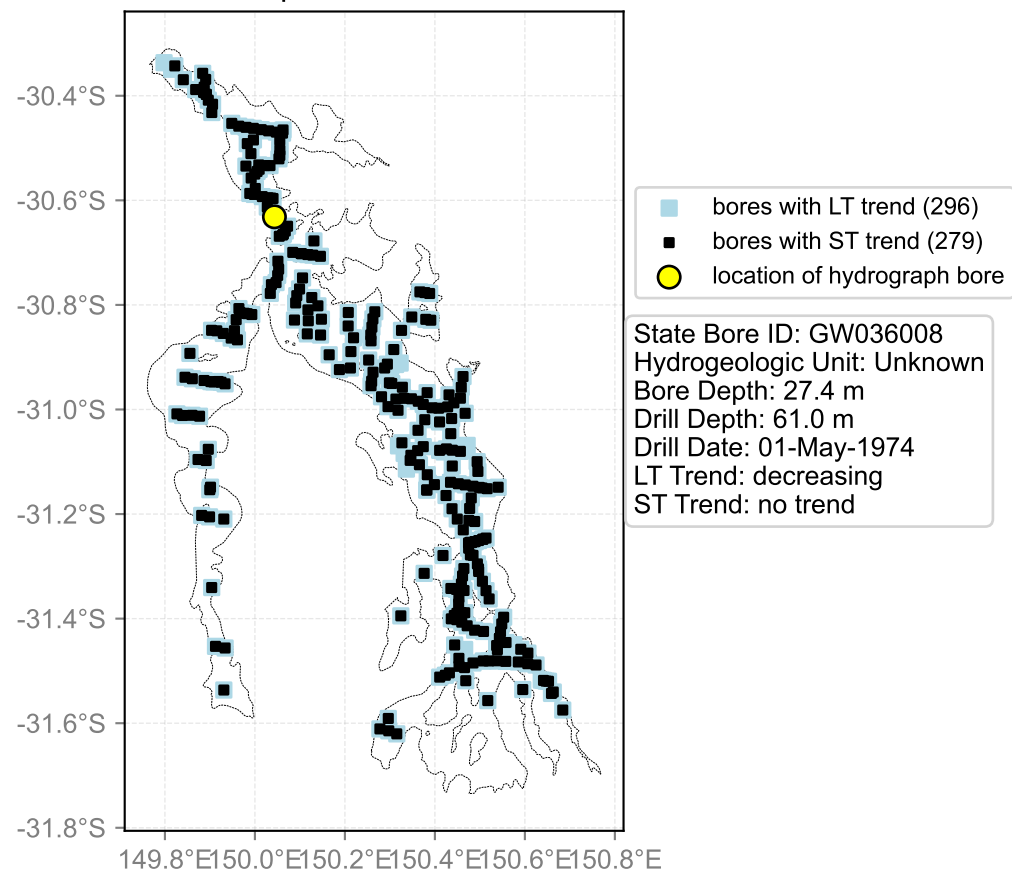 -30.4°S
-30.6°S
-30.8°S
-31.0°S
-31.2°S
-31.4°S
-31.6°S
-31.8°S
149.8°E150.0°E150.2°E150.4°E150.6°E150.8°E
bores with LT trend (296)
bores with ST trend (279)
location of hydrograph bore
State Bore ID: GW036008
Hydrogeologic Unit: Unknown
Bore Depth: 27.4 m
Drill Depth: 61.0 m
Drill Date: 01-May-1974
LT Trend: decreasing
ST Trend: no trend